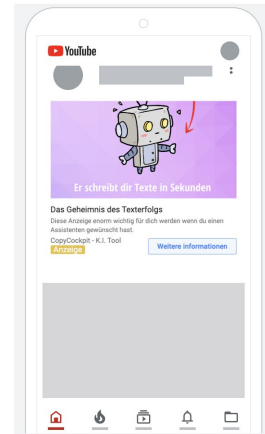 YouTube
Er schreibt dir Texte in Sekunden
Das Geheimnis des Texterfolgs
Diese Anzeige enorm wichtig für dich werden wenn du einen
Assistenten gewünscht hast.
CopyCockpit - K.I. Tool
Anzeige
Weitere informationen